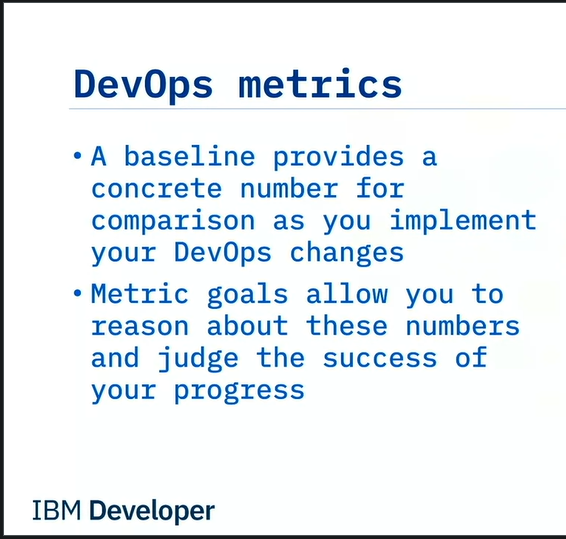 DevOps metrics
• A baseline provides a
concrete number for
comparison as you implement
your DevOps changes
• Metric goals allow you to
reason about these numbers
and judge the success of
your progress
IBM Developer